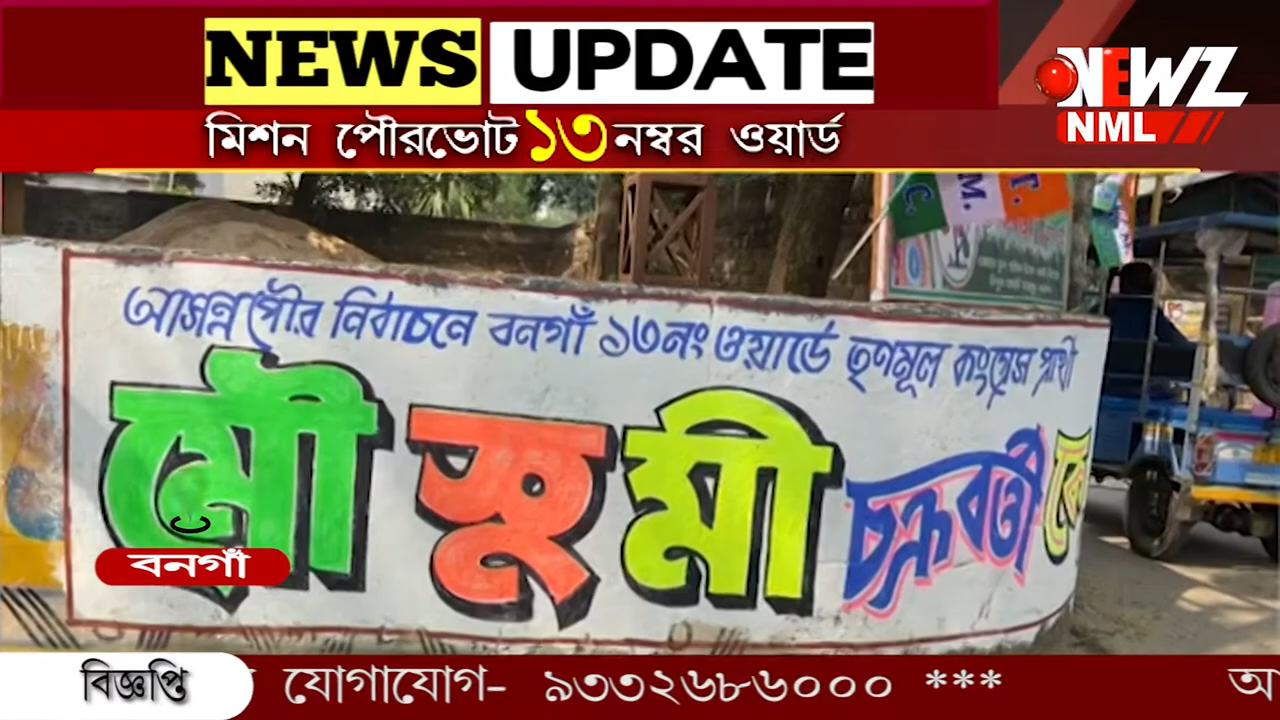 NEWS UPDATE
NEWZ
NML
মিশন পৌরভোট ১৩ নম্বর ওয়ার্ড
C. M. T.
আসন্ন পৌর নির্বাচনে বনগাঁ ১৩নং ওয়ার্ডে তৃণমূল কংগ্রেস প্রার্থী
চক্রবর্তী কে
বনগাঁ
বিজ্ঞপ্তি
যোগাযোগ- ৯৩৩২৬৮৬০০০ ***
অ